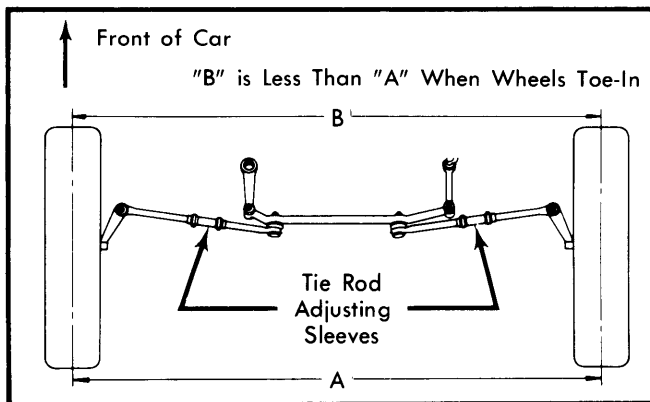 Front of Car
"B" is Less Than "A" When Wheels Toe-In
B
Tie Rod
Adjusting
Sleeves
A